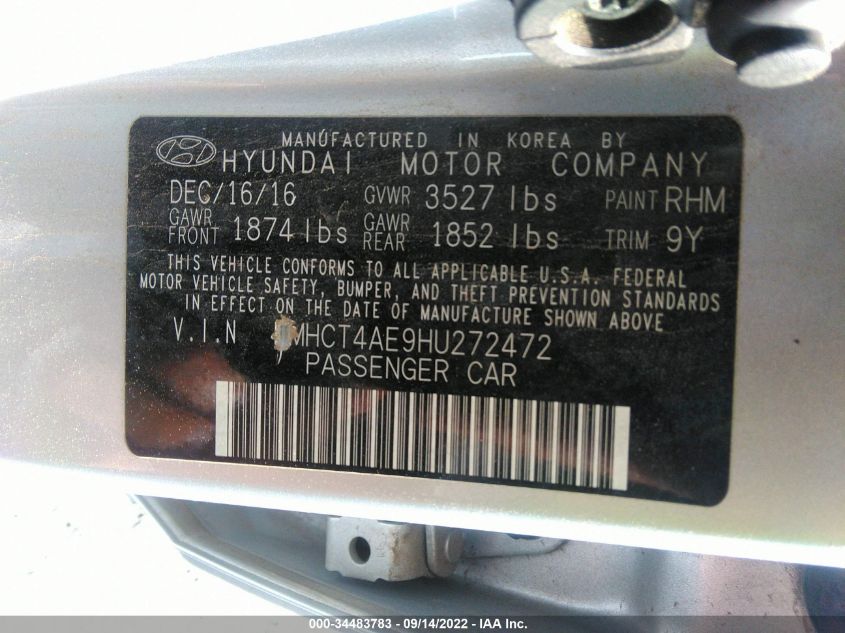 MANUFACTURED IN KOREA BY
HYUNDAI MOTOR COMPANY
DEC/16/16 GVWR 3527 lbs PAINT RHM
GAWR FRONT 1874 lbs GAWR REAR 1852 lbs TRIM 9Y
THIS VEHICLE CONFORMS TO ALL APPLICABLE U.S.A. FEDERAL
MOTOR VEHICLE SAFETY, BUMPER, AND THEFT PREVENTION STANDARDS
IN EFFECT ON THE DATE OF MANUFACTURE SHOWN ABOVE
V.I.N MHCT4AE9HU272472
PASSENGER CAR
000-34483783 - 09/14/2022 - IAA Inc.